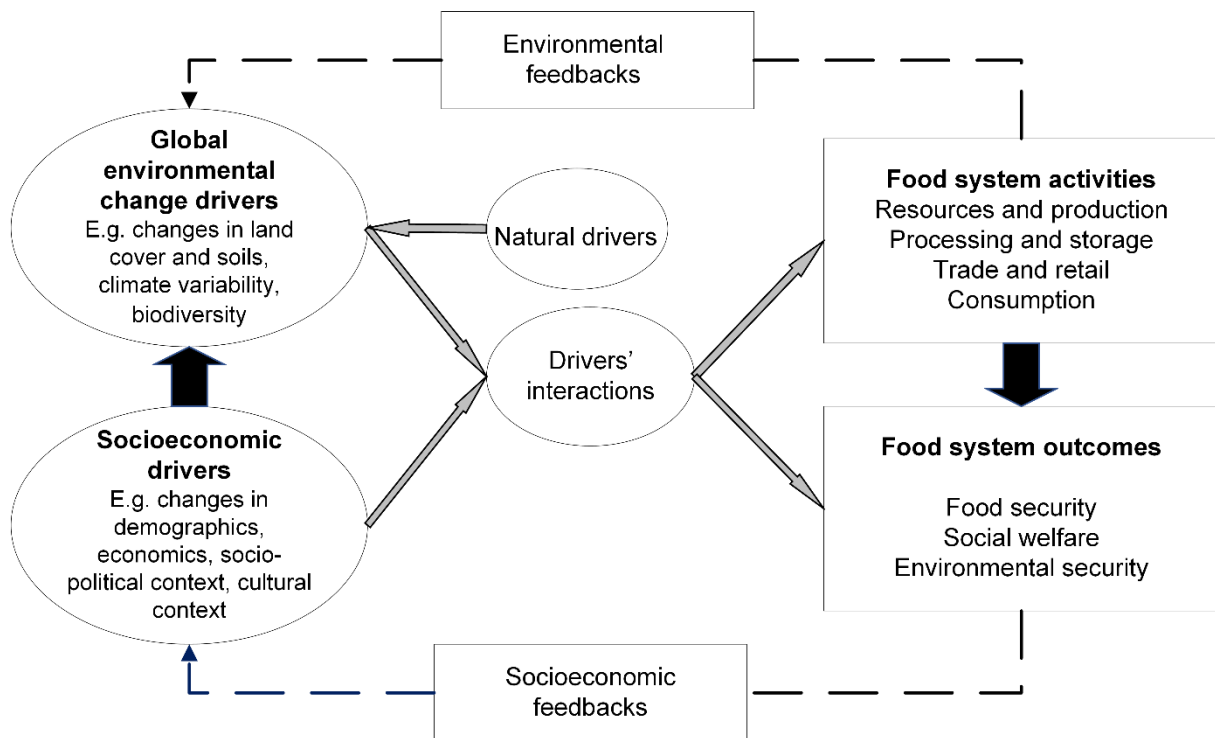 Environmental
feedbacks
Global
environmental
change drivers
E.g. changes in land
cover and soils,
climate variability,
biodiversity
Natural drivers
Food system activities
Resources and production
Processing and storage
Trade and retail
Consumption
Drivers’
interactions
Socioeconomic
drivers
E.g. changes in
demographics,
economics, socio-
political context, cultural
context
Food system outcomes
Food security
Social welfare
Environmental security
Socioeconomic
feedbacks